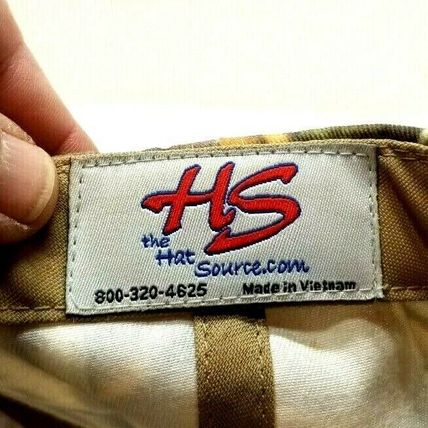 HS
the
Hat
Source.com
800-320-4625 Made in Vietnam